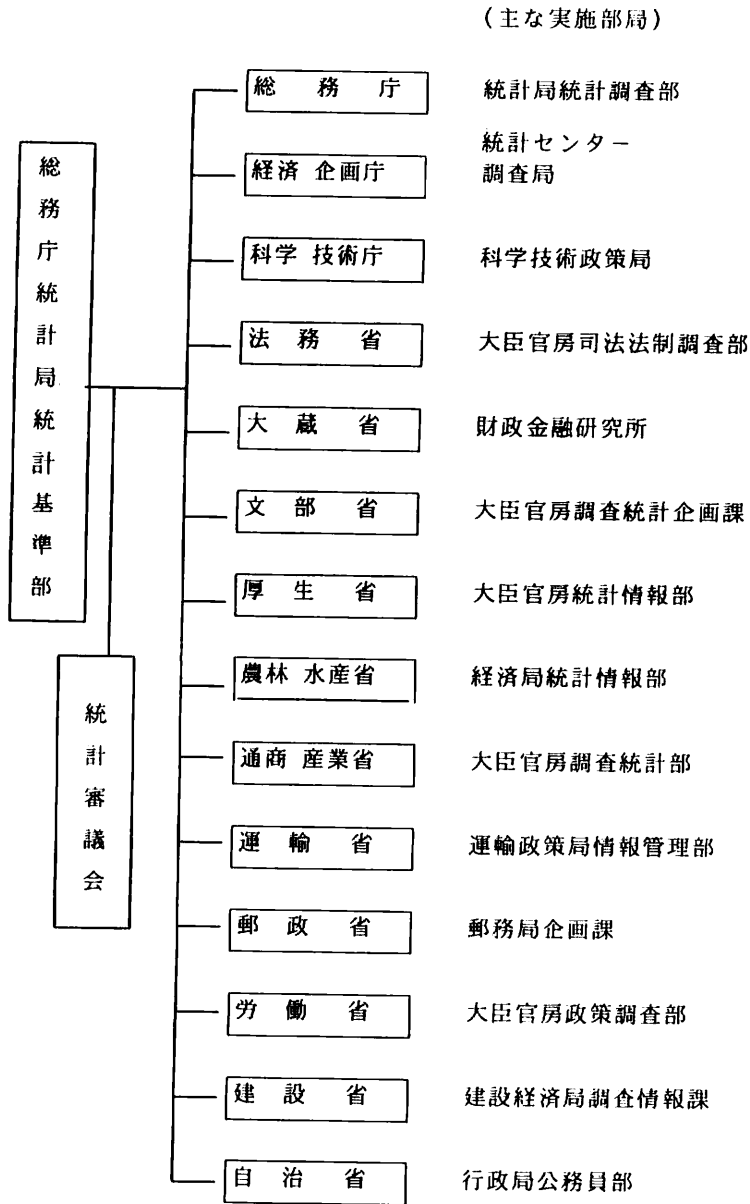 (主な実施部局)
総務庁 統計局統計調査部
統計センター
経済 企画庁 調査局
科学 技術庁 科学技術政策局
法務省 大臣官房司法法制調査部
大蔵省 財政金融研究所
文部省 大臣官房調査統計企画課
厚生省 大臣官房統計情報部
農林 水産省 経済局統計情報部
通商 産業省 大臣官房調査統計部
運輸省 運輸政策局情報管理部
郵政省 郵務局企画課
労働省 大臣官房政策調査部
建設省 建設経済局調査情報課
自治省 行政局公務員部
総務庁統計局統計基準部
統計審議会